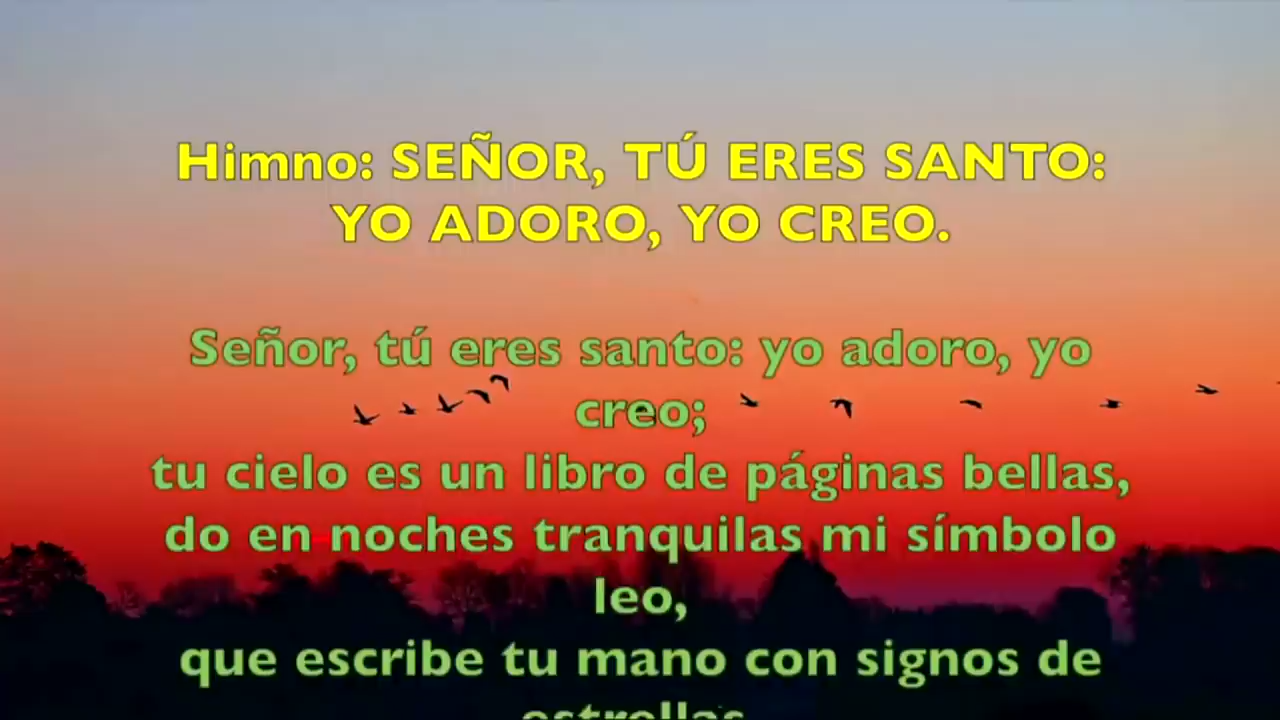 Himno: SEÑOR, TÚ ERES SANTO:
YO ADORO, YO CREO.
Señor, tú eres santo: yo adoro, yo
creo;
tu cielo es un libro de páginas bellas,
do en noches tranquilas mi símbolo
leo,
que escribe tu mano con signos de
estrellas